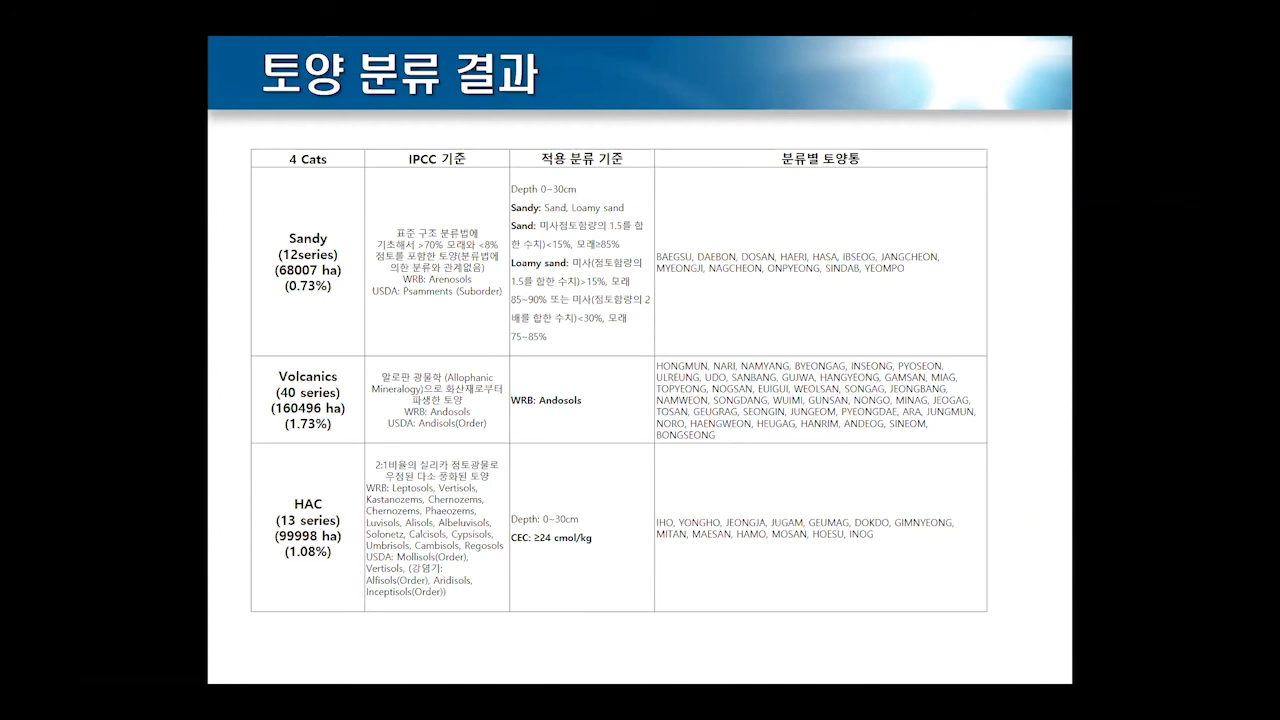 토양 분류 결과
4 Cats
IPCC 기준
적용 분류 기준
분류별 토양통
Sandy
(12series)
(68007 ha)
(0.73%)
표준 구조 분류법에
기초해서 >70% 모래와 <8%
점토를 포함한 토양(분류법에
의한 분류와 관계없음)
WRB: Arenosols
USDA: Psamments (Suborder)
Depth 0~30cm
Sandy: Sand, Loamy sand
Sand: 미사점토함량의 1.5를 합
한 수치)<15%, 모래≥85%
Loamy sand: 미사(점토함량의
1.5를 합한 수치)>15%, 모래
85~90% 또는 미사(점토함량의 2
배를 합한 수치)<30%, 모래
75~85%
BAEGSU, DAEBON, DOSAN, HAERI, HASA, IBSEOG, JANGCHEON,
MYEONGJI, NAGCHEON, ONPYEONG, SINDAB, YEOMPO
Volcanics
(40 series)
(160496 ha)
(1.73%)
알로판 광물학 (Allophanic
Mineralogy)으로 화산재로부터
파생한 토양
WRB: Andosols
USDA: Andisols(Order)
WRB: Andosols
HONGMUN, NARI, NAMYANG, BYEONGAG, INSEONG, PYOSEON,
ULREUNG, UDO, SANBANG, GUJWA, HANGYEONG, GAMSAN, MIAG,
TOPYEONG, NOGSAN, EUIGUI, WEOLSAN, SONGAG, JEONGBANG,
NAMWEON, SONGDANG, WUIMI, GUNSAN, NONGO, MINAG, JEOGAG,
TOSAN, GEUGRAG, SEONGIN, JUNGEOM, PYEONGDAE, ARA, JUNGMUN,
NORO, HAENGWEON, HEUGAG, HANRIM, ANDEOG, SINEOM,
BONGSEONG
HAC
(13 series)
(99998 ha)
(1.08%)
2:1비율의 실리카 점토광물로
우점된 다소 풍화된 토양
WRB: Leptosols, Vertisols,
Kastanozems, Chernozems,
Chernozems, Phaeozems,
Luvisols, Alisols, Albeluvisols,
Solonetz, Calcisols, Cypsisols,
Umbrisols, Cambisols, Regosols
USDA: Mollisols(Order),
Vertisols, (강염기:
Alfisols(Order), Aridisols,
Inceptisols(Order))
Depth: 0~30cm
CEC: ≥24 cmol/kg
IHO, YONGHO, JEONGJA, JUGAM, GEUMAG, DOKDO, GIMNYEONG,
MITAN, MAESAN, HAMO, MOSAN, HOESU, INOG